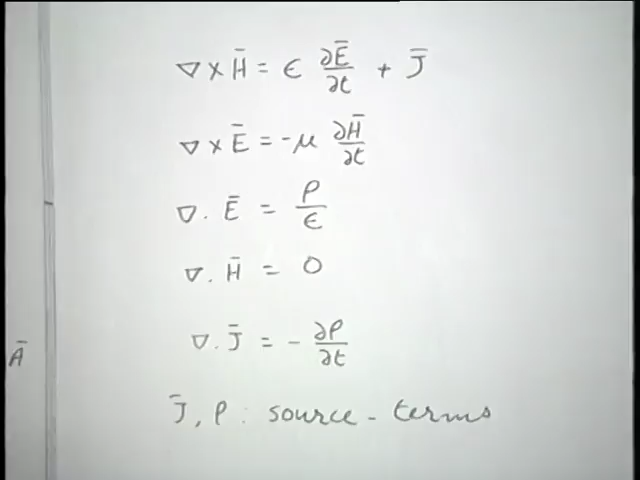 ∇ × H̄ = ϵ ∂Ē/∂t + J̄
∇ × Ē = -μ ∂H̄/∂t
∇ . Ē = ρ/ϵ
∇ . H̄ = 0
∇ . J̄ = - ∂ρ/∂t
Ā
J̄, ρ : source - terms